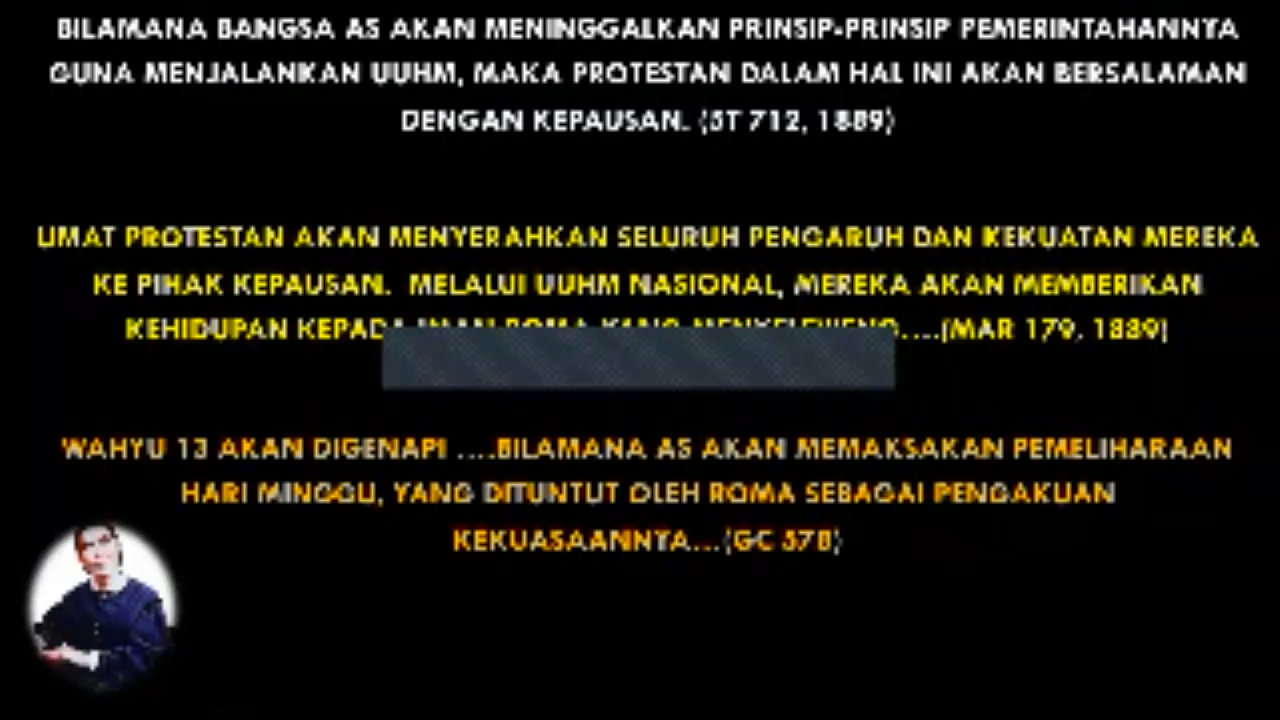 BILAMANA BANGSA AS AKAN MENINGGALKAN PRINSIP-PRINSIP PEMERINTAHANNYA
GUNA MENJALANKAN UUHM, MAKA PROTESTAN DALAM HAL INI AKAN BERSALAMAN
DENGAN KEPAUSAN. (5T 712, 1889)
UMAT PROTESTAN AKAN MENYERAHKAN SELURUH PENGARUH DAN KEKUATAN MEREKA
KE PIHAK KEPAUSAN. MELALUI UUHM NASIONAL, MEREKA AKAN MEMBERIKAN
KEHIDUPAN KEPADA ....(MAR 179, 1889)
WAHYU 13 AKAN DIGENAPI ....BILAMANA AS AKAN MEMAKSAKAN PEMELIHARAAN
HARI MINGGU, YANG DITUNTUT OLEH ROMA SEBAGAI PENGAKUAN
KEKUASAANNYA...(GC 578)